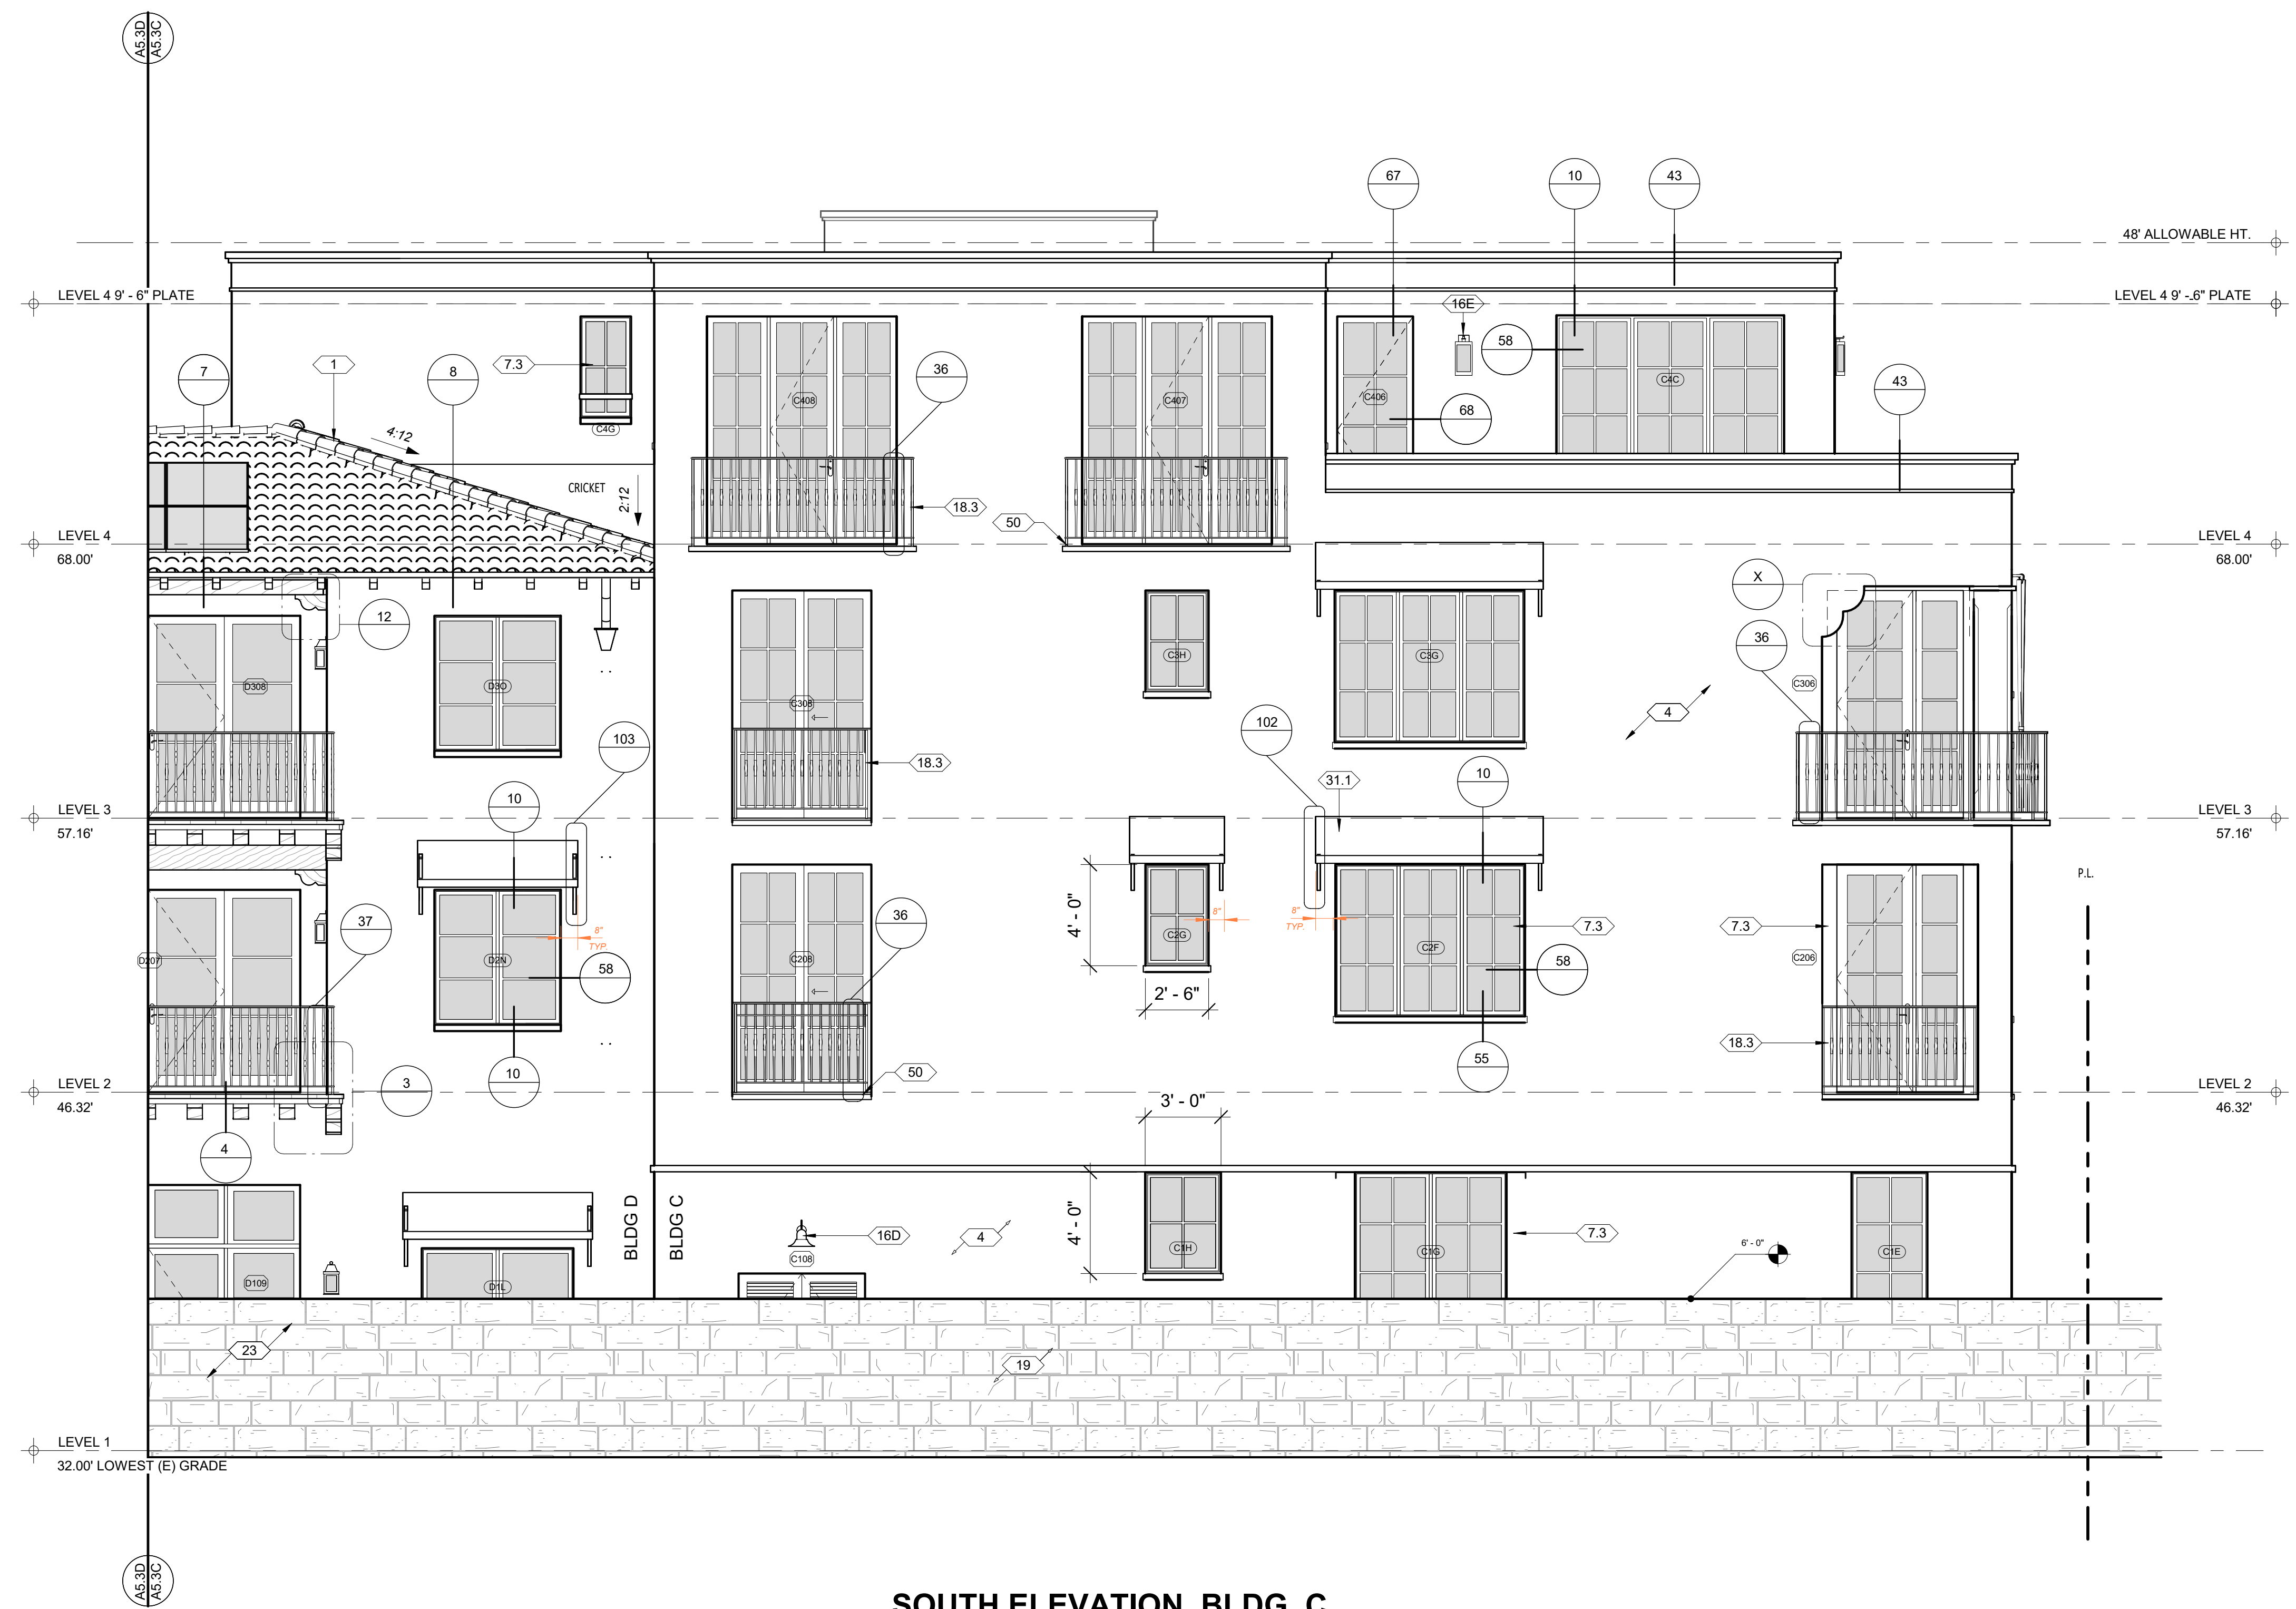 A5.3D
A5.3C
67
10
43
48' ALLOWABLE HT.
LEVEL 4 9' - 6" PLATE
LEVEL 4 9' - 6" PLATE
16E
58
7
1
8
7.3
36
C4C
43
C408
C407
C406
68
C4G
4:12
CRICKET
2:12
18.3
50
LEVEL 4
68.00'
LEVEL 4
68.00'
X
12
36
C3H
C3G
D308
D3O
C306
C308
4
103
102
18.3
31.1
10
10
LEVEL 3
57.16'
LEVEL 3
57.16'
P.L.
4' - 0"
37
36
8"
8"
TYP.
8"
TYP.
7.3
7.3
C2G
C2F
D207
D2N
C208
C206
58
58
2' - 6"
18.3
55
10
50
3
LEVEL 2
46.32'
LEVEL 2
46.32'
3' - 0"
4
4' - 0"
BLDG D
BLDG C
16D
4
7.3
6' - 0"
C108
C1H
C1G
C1E
D109
D1L
23
19
LEVEL 1
32.00' LOWEST (E) GRADE
A5.3D
A5.3C
SOUTH ELEVATION BLDG. C